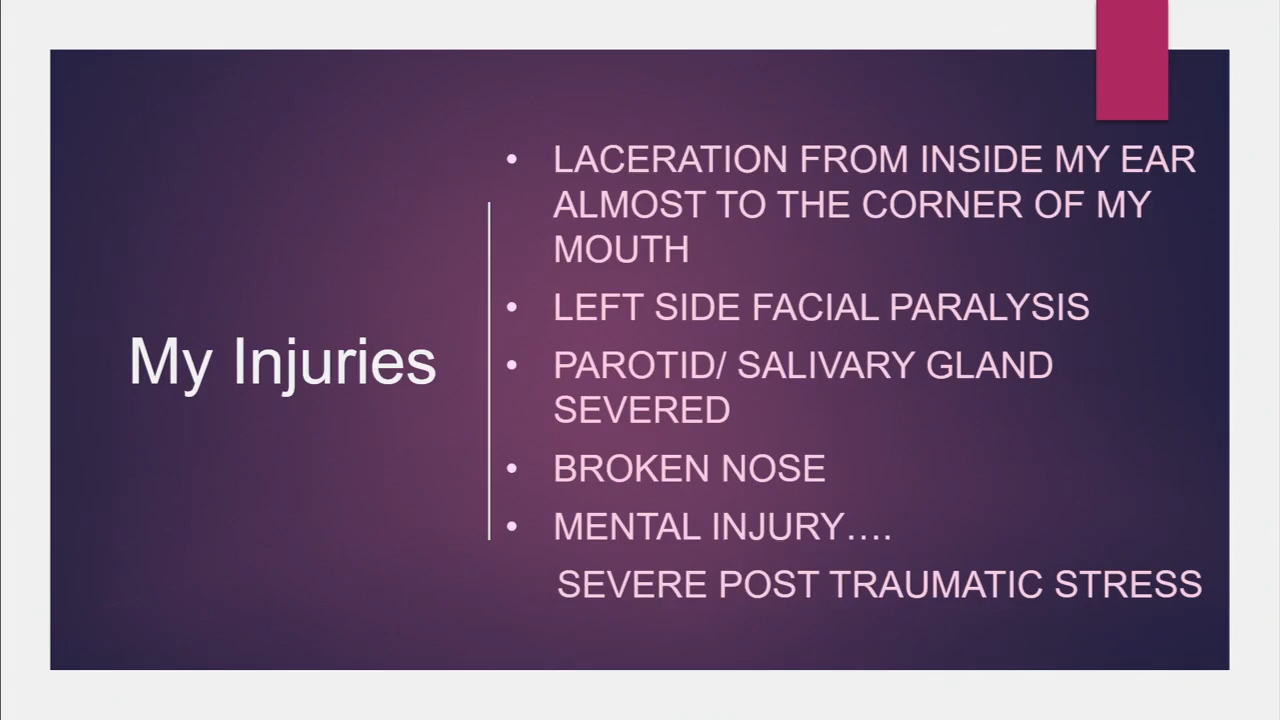 My Injuries
• LACERATION FROM INSIDE MY EAR
ALMOST TO THE CORNER OF MY
MOUTH
• LEFT SIDE FACIAL PARALYSIS
• PAROTID/ SALIVARY GLAND
SEVERED
• BROKEN NOSE
• MENTAL INJURY….
SEVERE POST TRAUMATIC STRESS